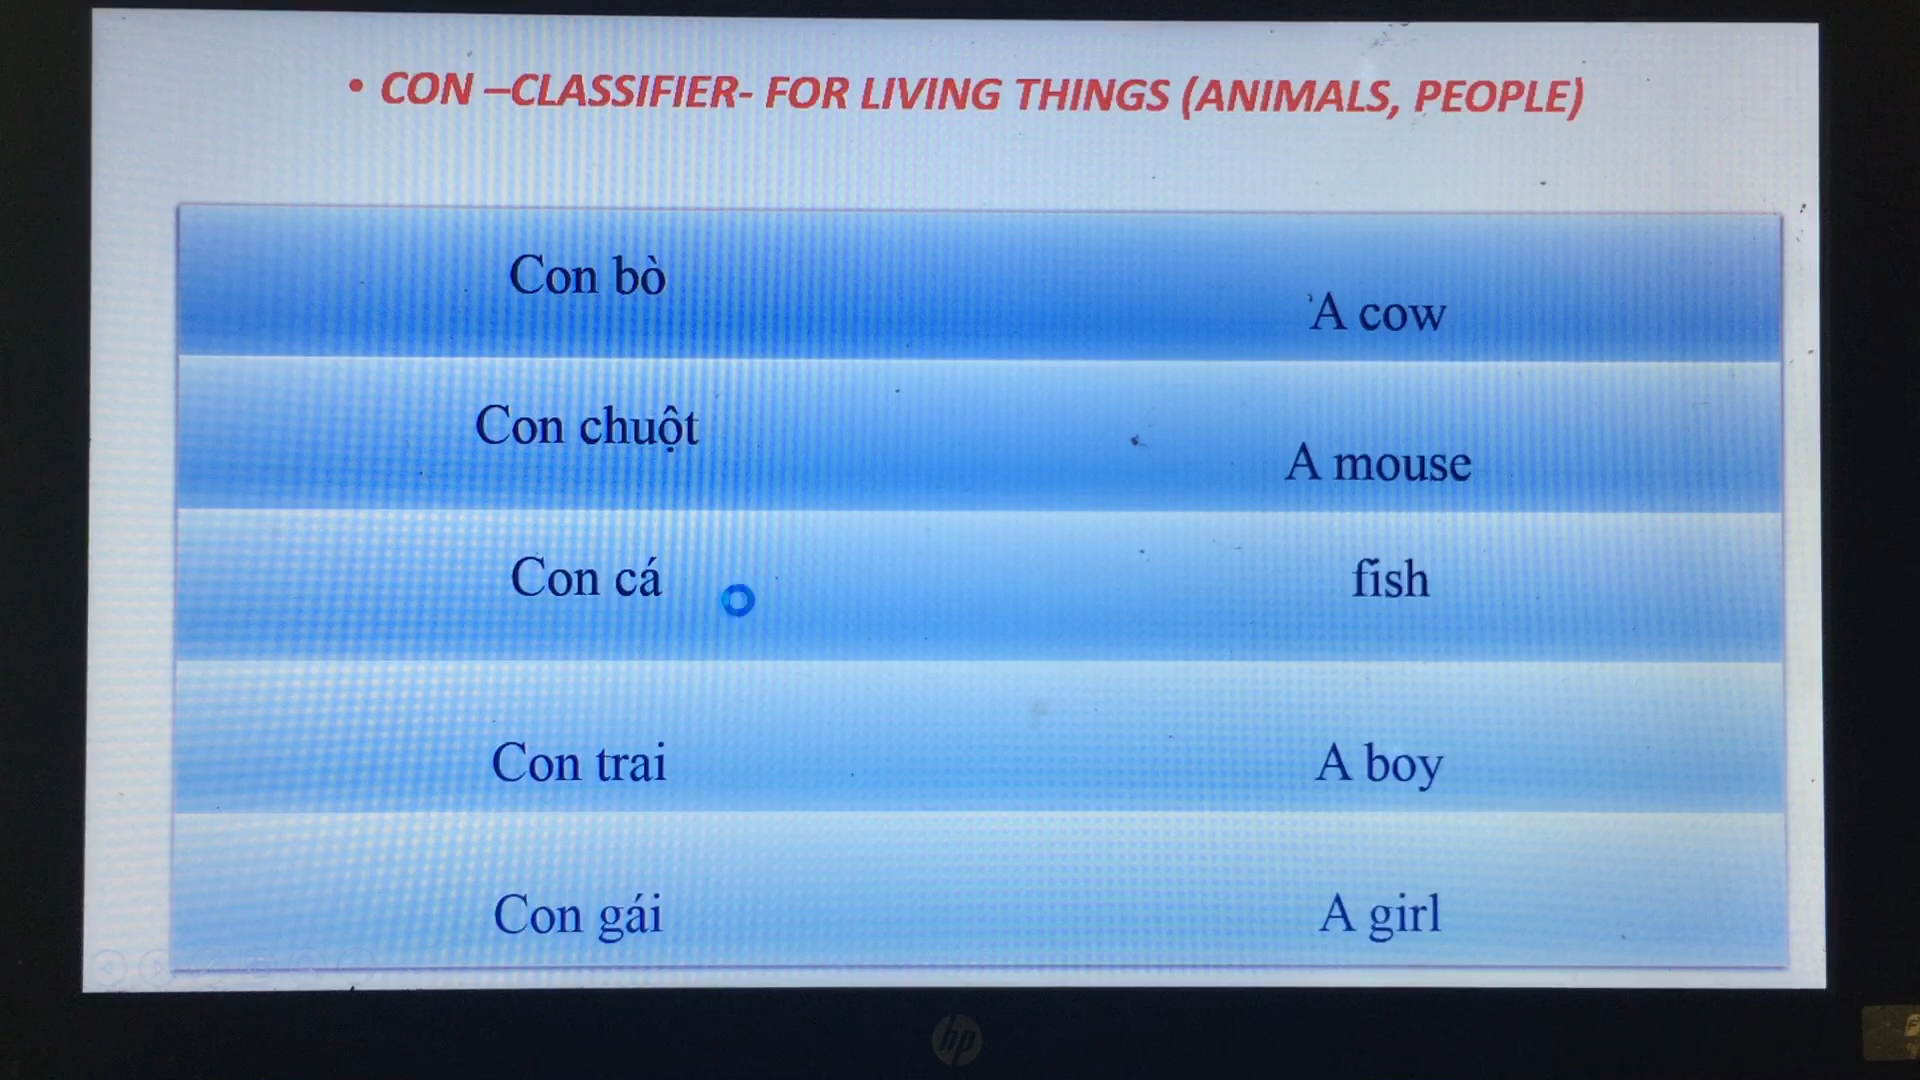 • CON –CLASSIFIER- FOR LIVING THINGS (ANIMALS, PEOPLE)
Con bò
A cow
Con chuột
A mouse
Con cá
fish
Con trai
A boy
Con gái
A girl
hp